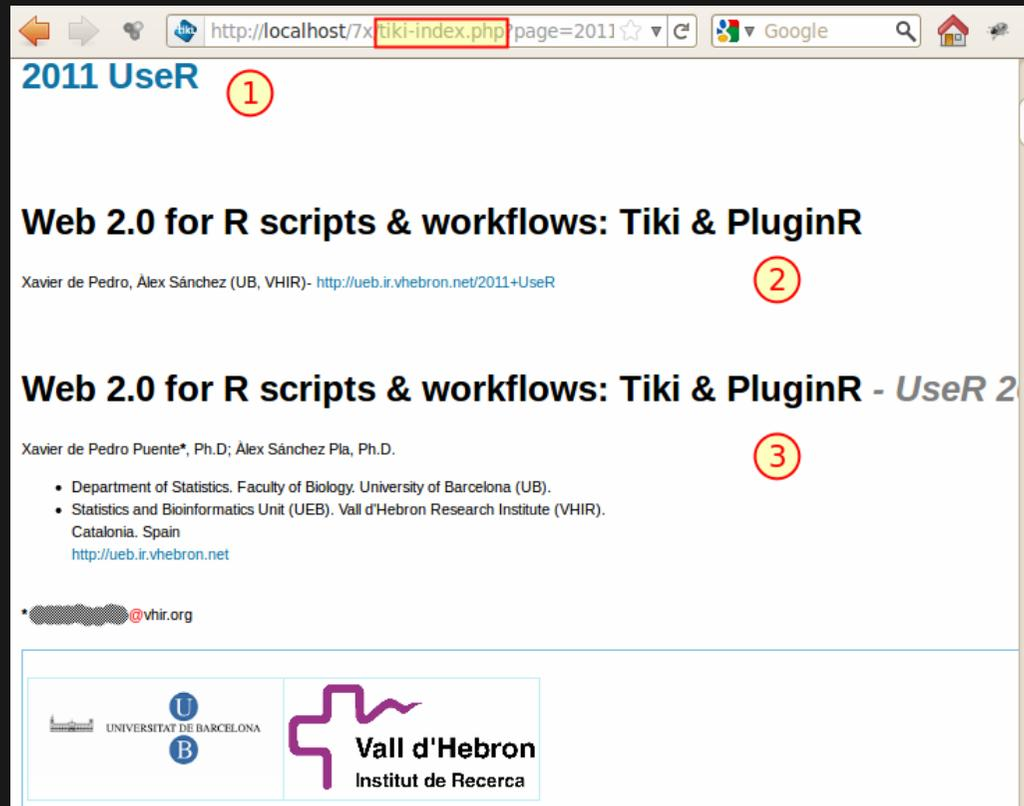 http://localhost/7x/tiki-index.php?page=2011
Google
2011 UseR
1
Web 2.0 for R scripts & workflows: Tiki & PluginR
2
Xavier de Pedro, Àlex Sánchez (UB, VHIR)- http://ueb.ir.vhebron.net/2011+UseR
Web 2.0 for R scripts & workflows: Tiki & PluginR - UseR
Xavier de Pedro Puente*, Ph.D; Àlex Sánchez Pla, Ph.D.
3
• Department of Statistics. Faculty of Biology. University of Barcelona (UB).
• Statistics and Bioinformatics Unit (UEB). Vall d'Hebron Research Institute (VHIR).
Catalonia. Spain
http://ueb.ir.vhebron.net
* @vhir.org
U
UNIVERSITAT DE BARCELONA
B
Vall d'Hebron
Institut de Recerca